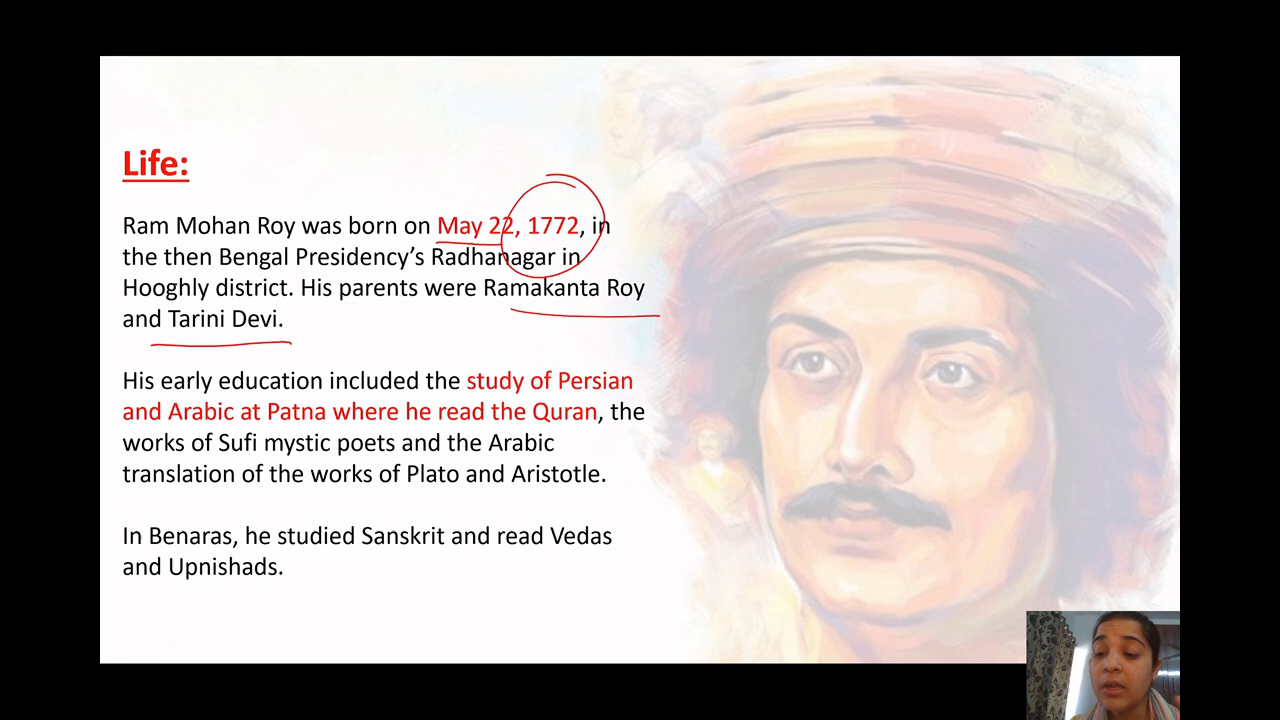 Life:
Ram Mohan Roy was born on May 22, 1772, in
the then Bengal Presidency’s Radhanagar in
Hooghly district. His parents were Ramakanta Roy
and Tarini Devi.
His early education included the study of Persian
and Arabic at Patna where he read the Quran, the
works of Sufi mystic poets and the Arabic
translation of the works of Plato and Aristotle.
In Benaras, he studied Sanskrit and read Vedas
and Upnishads.